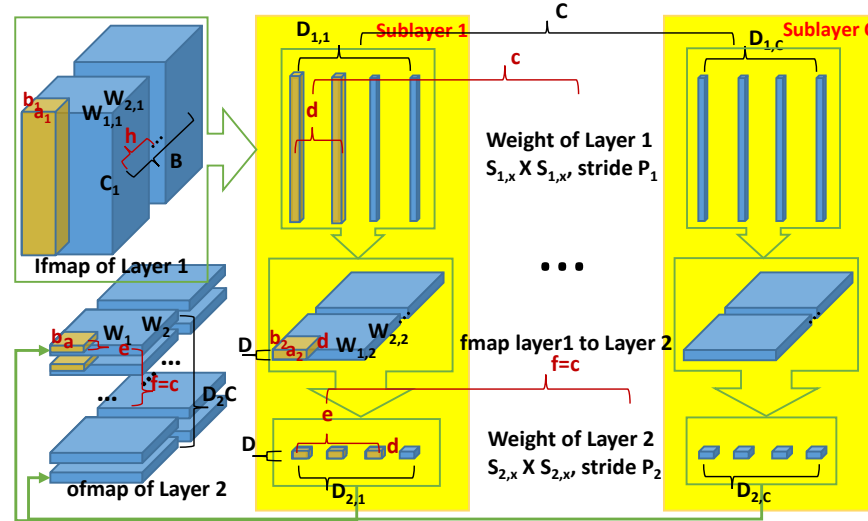 C
Sublayer 1
Sublayer
D1,1
D1,C
c
b1
a1
W2,1
W1,1
h
...
B
C1
d
Weight of Layer 1
S1,x X S1,x, stride P1
Ifmap of Layer 1
...
W2
W1
b
a
e
...
f=c
...
D2C
D
b2
a2
d
W1,2
W2,2
...
fmap layer1 to Layer 2
f=c
e
D
d
Weight of Layer 2
S2,x X S2,x, stride P2
D2,1
D2,C
ofmap of Layer 2